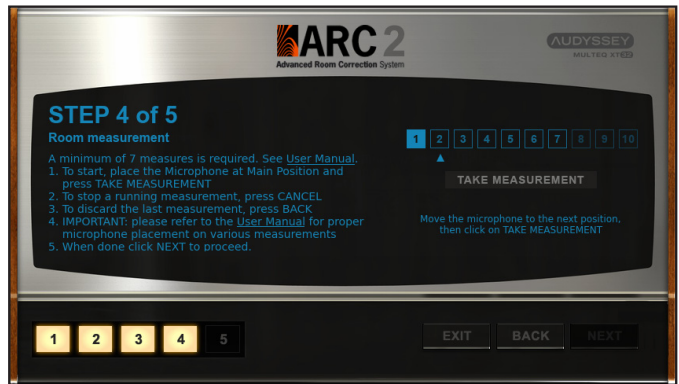 ARC 2
Advanced Room Correction System
AUDYSSEY
MULTEQ XT32
STEP 4 of 5
Room measurement
A minimum of 7 measures is required. See User Manual.
1. To start, place the Microphone at Main Position and
press TAKE MEASUREMENT
2. To stop a running measurement, press CANCEL
3. To discard the last measurement, press BACK
4. IMPORTANT: please refer to the User Manual for proper
microphone placement on various measurements
5. When done click NEXT to proceed.
1 2 3 4 5 6 7 8 9 10
TAKE MEASUREMENT
Move the microphone to the next position,
then click on TAKE MEASUREMENT
1 2 3 4 5
EXIT BACK NEXT